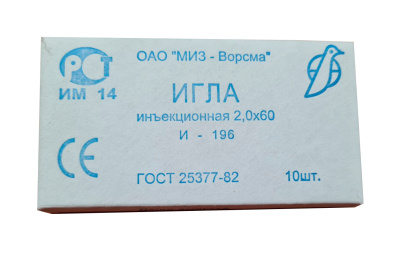 РСТ
ИМ 14
ОАО "МИЗ - Ворсма"
ИГЛА
инъекционная 2,0х60
И - 196
CE
ГОСТ 25377-82
10шт.